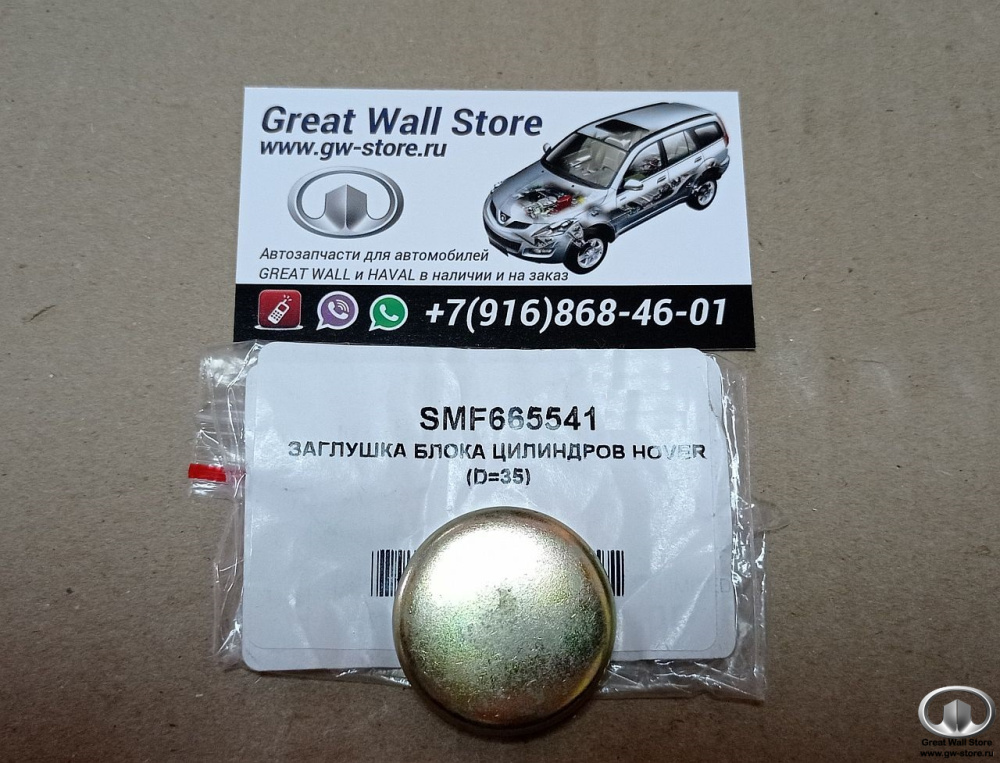 Great Wall Store
www.gw-store.ru
Автозапчасти для автомобилей
GREAT WALL и HAVAL в наличии и на заказ
+7(916)868-46-01
SMF665541
ЗАГЛУШКА БЛОКА ЦИЛИНДРОВ HOVER
(D=35)
Great Wall Store
www.gw-store.ru